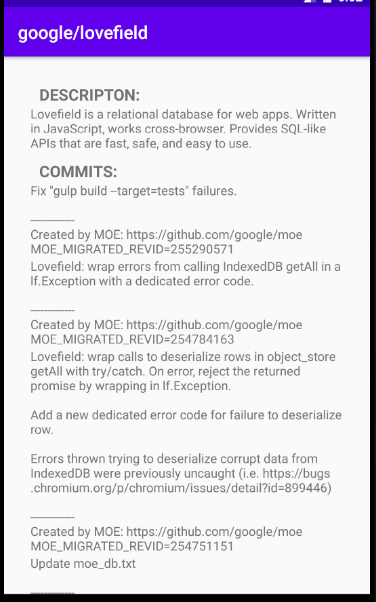 google/lovefield
DESCRIPTON:
Lovefield is a relational database for web apps. Written
in JavaScript, works cross-browser. Provides SQL-like
APIs that are fast, safe, and easy to use.
COMMITS:
Fix "gulp build --target=tests" failures.
-------------
Created by MOE: https://github.com/google/moe
MOE_MIGRATED_REVID=255290571
Lovefield: wrap errors from calling IndexedDB getAll in a
lf.Exception with a dedicated error code.
-------------
Created by MOE: https://github.com/google/moe
MOE_MIGRATED_REVID=254784163
Lovefield: wrap calls to deserialize rows in object_store
getAll with try/catch. On error, reject the returned
promise by wrapping in lf.Exception.
Add a new dedicated error code for failure to deserialize
row.
Errors thrown trying to deserialize corrupt data from
IndexedDB were previously uncaught (i.e. https://bugs
.chromium.org/p/chromium/issues/detail?id=899446)
-------------
Created by MOE: https://github.com/google/moe
MOE_MIGRATED_REVID=254751151
Update moe_db.txt
-------------